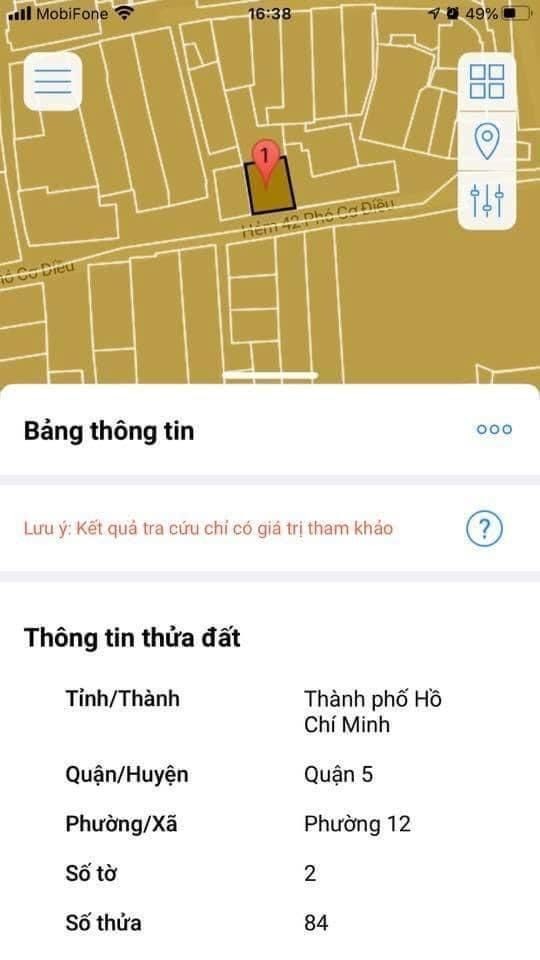 MobiFone
16:38
49%
1
Hẻm 42 Phó Cơ Điều
Cơ Điều
Bảng thông tin
Lưu ý: Kết quả tra cứu chỉ có giá trị tham khảo
?
Thông tin thửa đất
Tỉnh/Thành
Thành phố Hồ
Chí Minh
Quận/Huyện
Quận 5
Phường/Xã
Phường 12
Số tờ
2
Số thửa
84